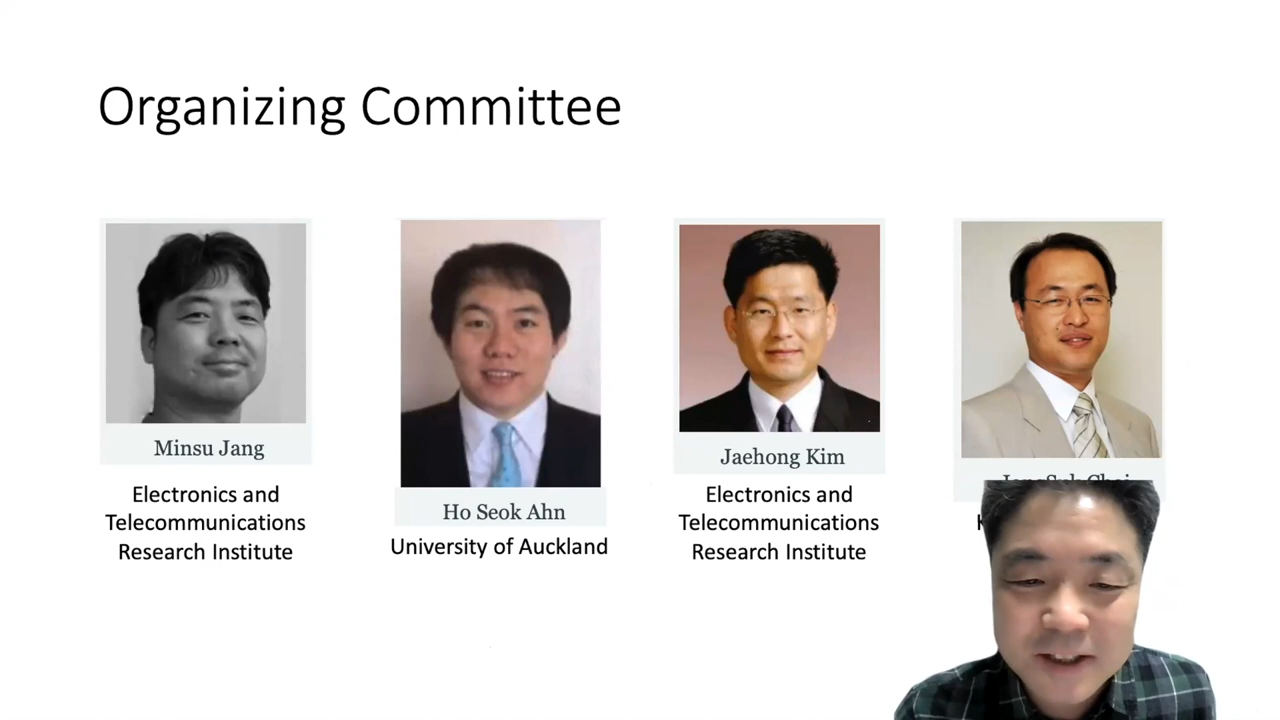 Organizing Committee
Minsu Jang
Electronics and
Telecommunications
Research Institute
Ho Seok Ahn
University of Auckland
Jaehong Kim
Electronics and
Telecommunications
Research Institute